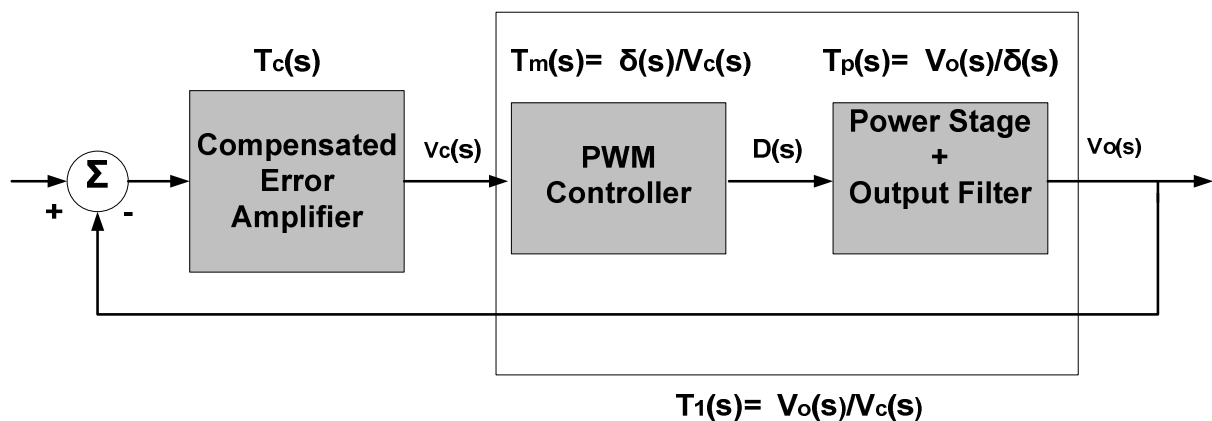 Tc(s)
Tm(s)= δ(s)/Vc(s)
Tp(s)= Vo(s)/δ(s)
Σ
+
-
Compensated
Error
Amplifier
Vc(s)
PWM
Controller
D(s)
Power Stage
+
Output Filter
Vo(s)
T1(s)= Vo(s)/Vc(s)